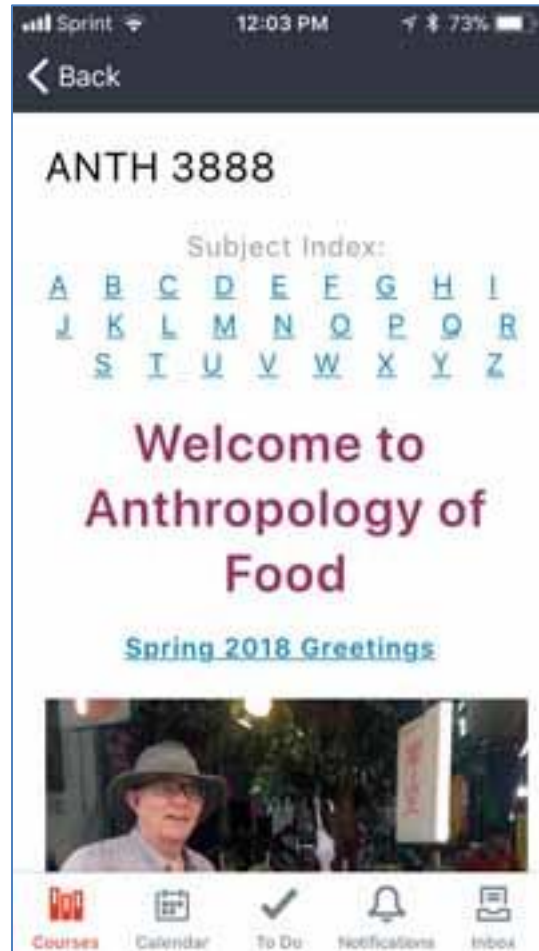 Sprint 12:03 PM 73%
Back
ANTH 3888
Subject Index:
A B C D E F G H I
J K L M N O P Q R
S T U V W X Y Z
Welcome to
Anthropology of
Food
Spring 2018 Greetings
Courses Calendar To Do Notifications Inbox